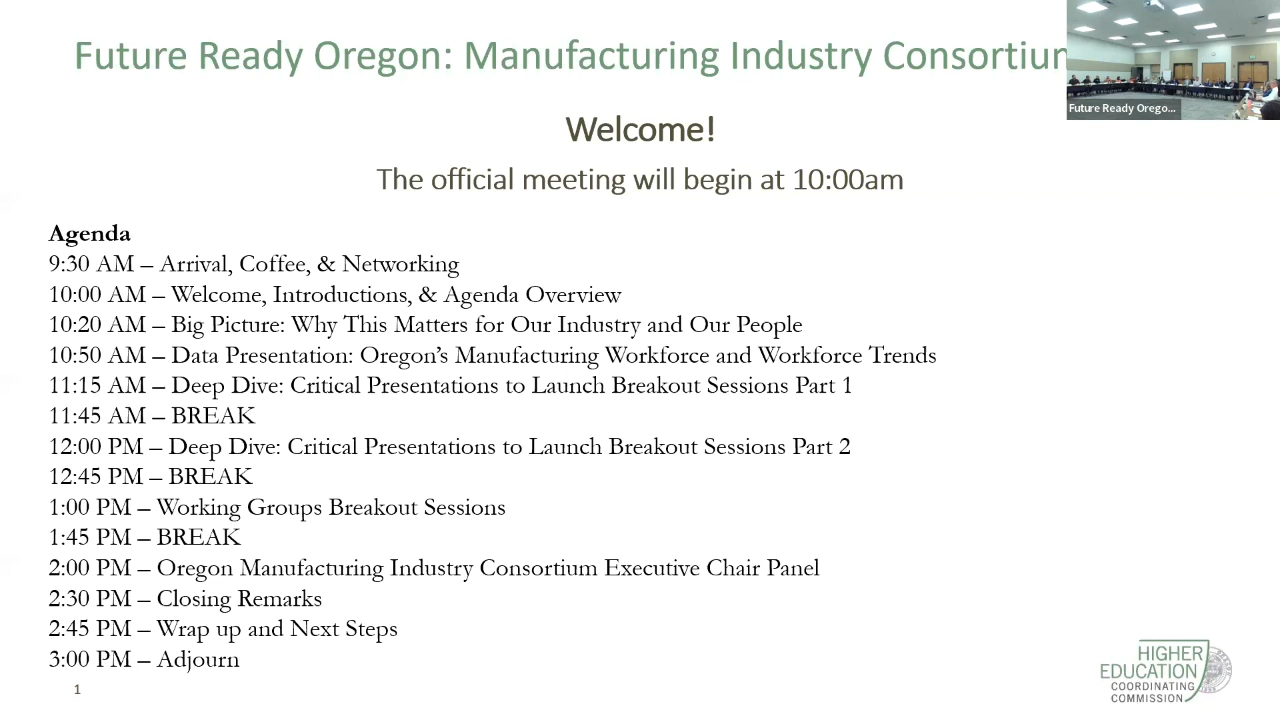 Future Ready Oregon: Manufacturing Industry Consortium
Future Ready Orego...
Welcome!
The official meeting will begin at 10:00am
Agenda
9:30 AM – Arrival, Coffee, & Networking
10:00 AM – Welcome, Introductions, & Agenda Overview
10:20 AM – Big Picture: Why This Matters for Our Industry and Our People
10:50 AM – Data Presentation: Oregon's Manufacturing Workforce and Workforce Trends
11:15 AM – Deep Dive: Critical Presentations to Launch Breakout Sessions Part 1
11:45 AM – BREAK
12:00 PM – Deep Dive: Critical Presentations to Launch Breakout Sessions Part 2
12:45 PM – BREAK
1:00 PM – Working Groups Breakout Sessions
1:45 PM – BREAK
2:00 PM – Oregon Manufacturing Industry Consortium Executive Chair Panel
2:30 PM – Closing Remarks
2:45 PM – Wrap up and Next Steps
3:00 PM – Adjourn
1
HIGHER
EDUCATION
COORDINATING
COMMISSION